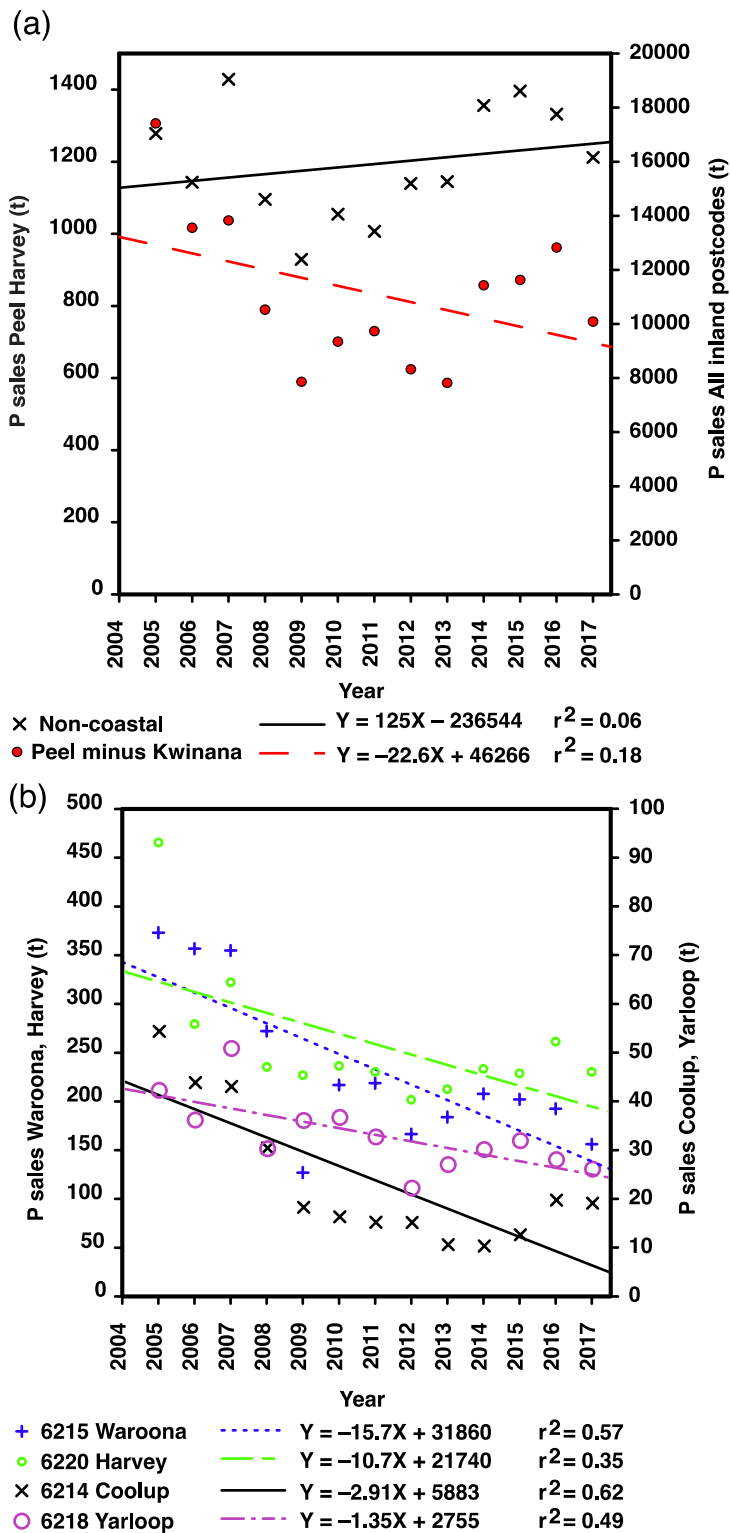 (a)
P sales Peel Harvey (t)
1400
1200
1000
800
600
400
200
0
20000
18000
16000
14000
12000
10000
8000
6000
4000
2000
0
P sales All inland postcodes (t)
2004 2005 2006 2007 2008 2009 2010 2011 2012 2013 2014 2015 2016 2017
Year
Non-coastal Y = 125X − 236544 r² = 0.06
Peel minus Kwinana Y = −22.6X + 46266 r² = 0.18
(b)
P sales Waroona, Harvey (t)
500
450
400
350
300
250
200
150
100
50
0
100
90
80
70
60
50
40
30
20
10
0
P sales Coolup, Yarloop (t)
2004 2005 2006 2007 2008 2009 2010 2011 2012 2013 2014 2015 2016 2017
Year
6215 Waroona Y = −15.7X + 31860 r² = 0.57
6220 Harvey Y = −10.7X + 21740 r² = 0.35
6214 Coolup Y = −2.91X + 5883 r² = 0.62
6218 Yarloop Y = −1.35X + 2755 r² = 0.49